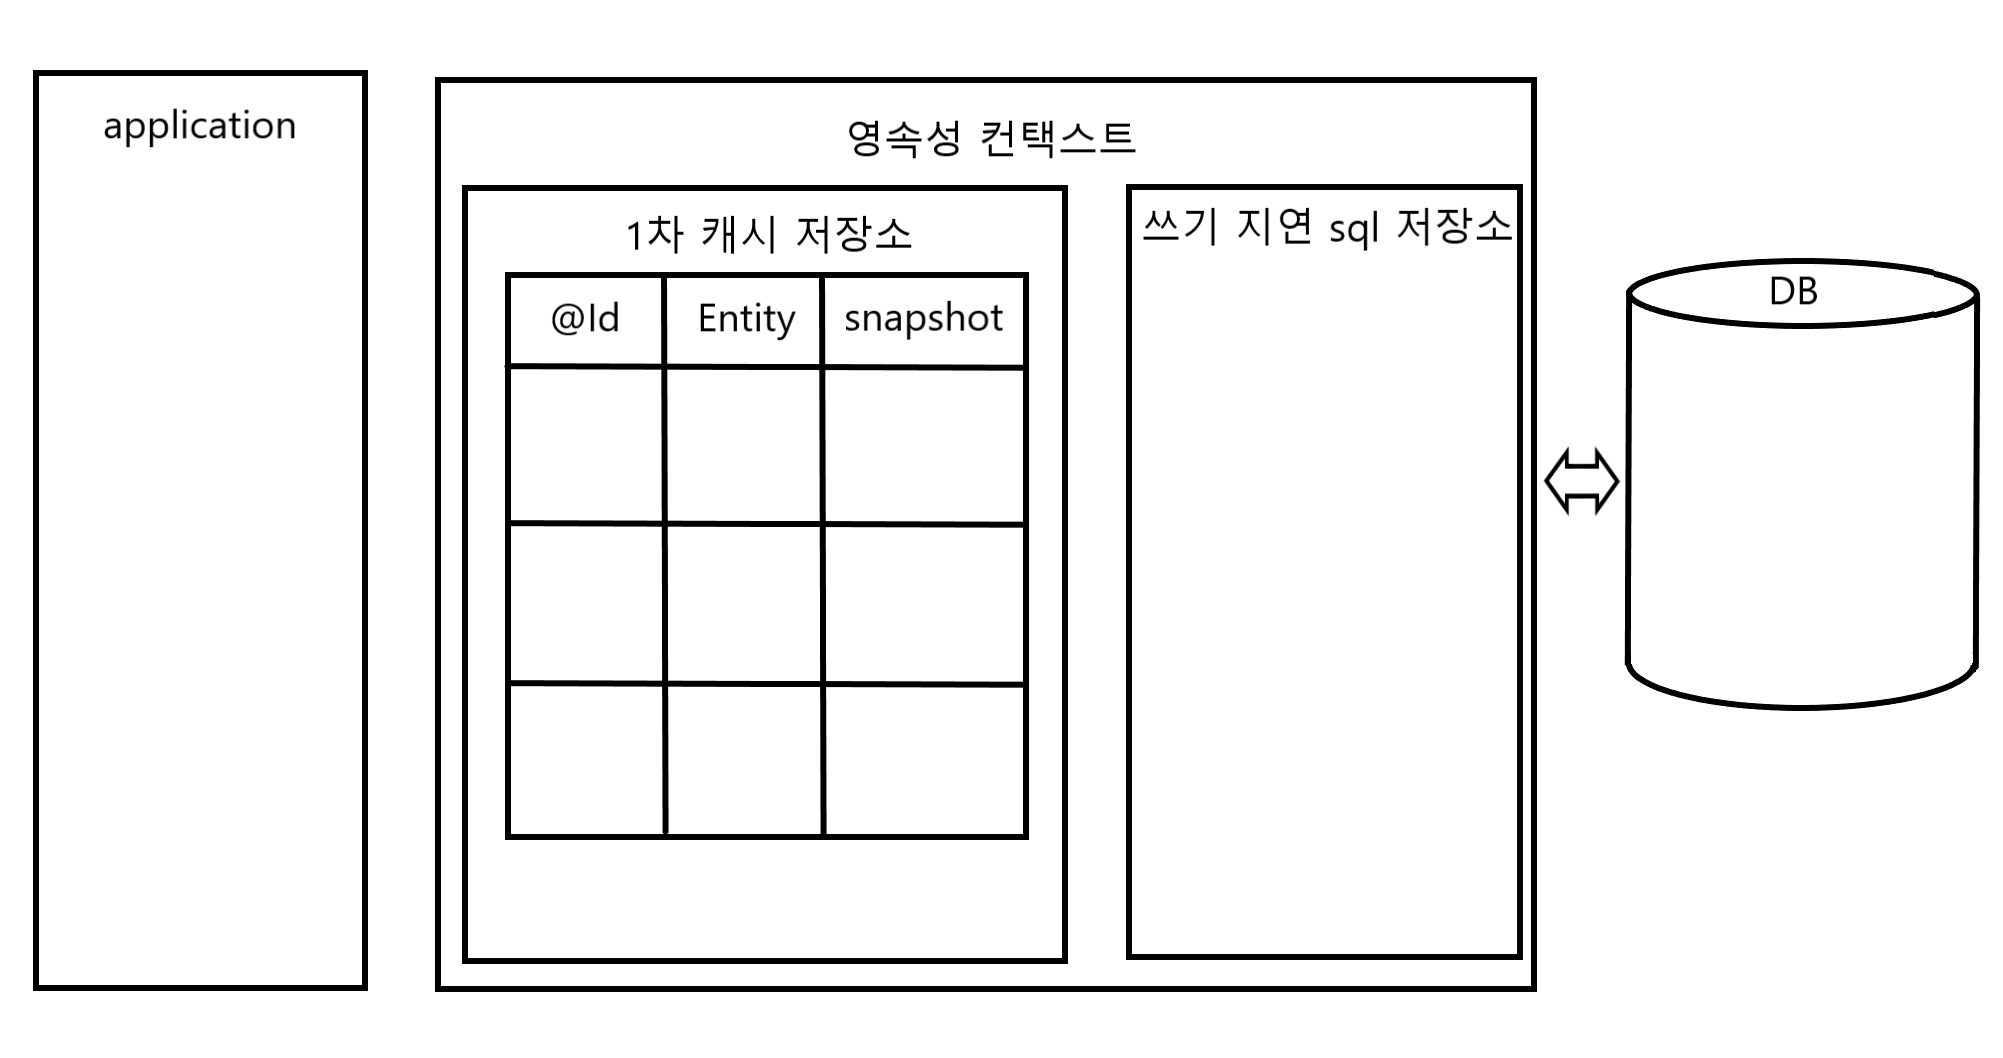 application
영속성 컨택스트
1차 캐시 저장소
쓰기 지연 sql 저장소
@Id
Entity
snapshot
DB